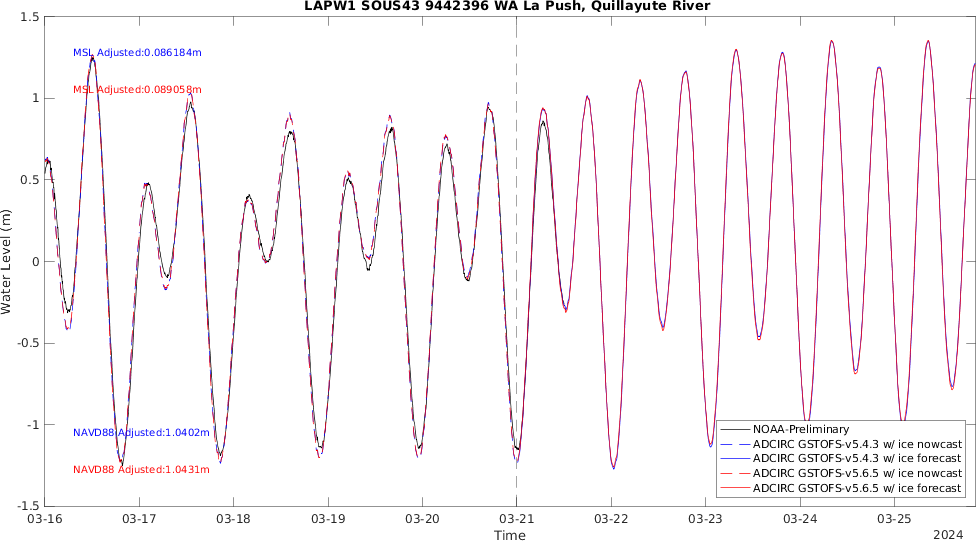 LAPW1 SOUS43 9442396 WA La Push, Quillayute River
1.5
1
0.5
0
-0.5
-1
-1.5
Water Level (m)
MSL Adjusted:0.086184m
MSL Adjusted:0.089058m
NAVD88 Adjusted:1.0402m
NAVD88 Adjusted:1.0431m
NOAA-Preliminary
ADCIRC GSTOFS-v5.4.3 w/ ice nowcast
ADCIRC GSTOFS-v5.4.3 w/ ice forecast
ADCIRC GSTOFS-v5.6.5 w/ ice nowcast
ADCIRC GSTOFS-v5.6.5 w/ ice forecast
03-16 03-17 03-18 03-19 03-20 03-21 03-22 03-23 03-24 03-25
Time
2024